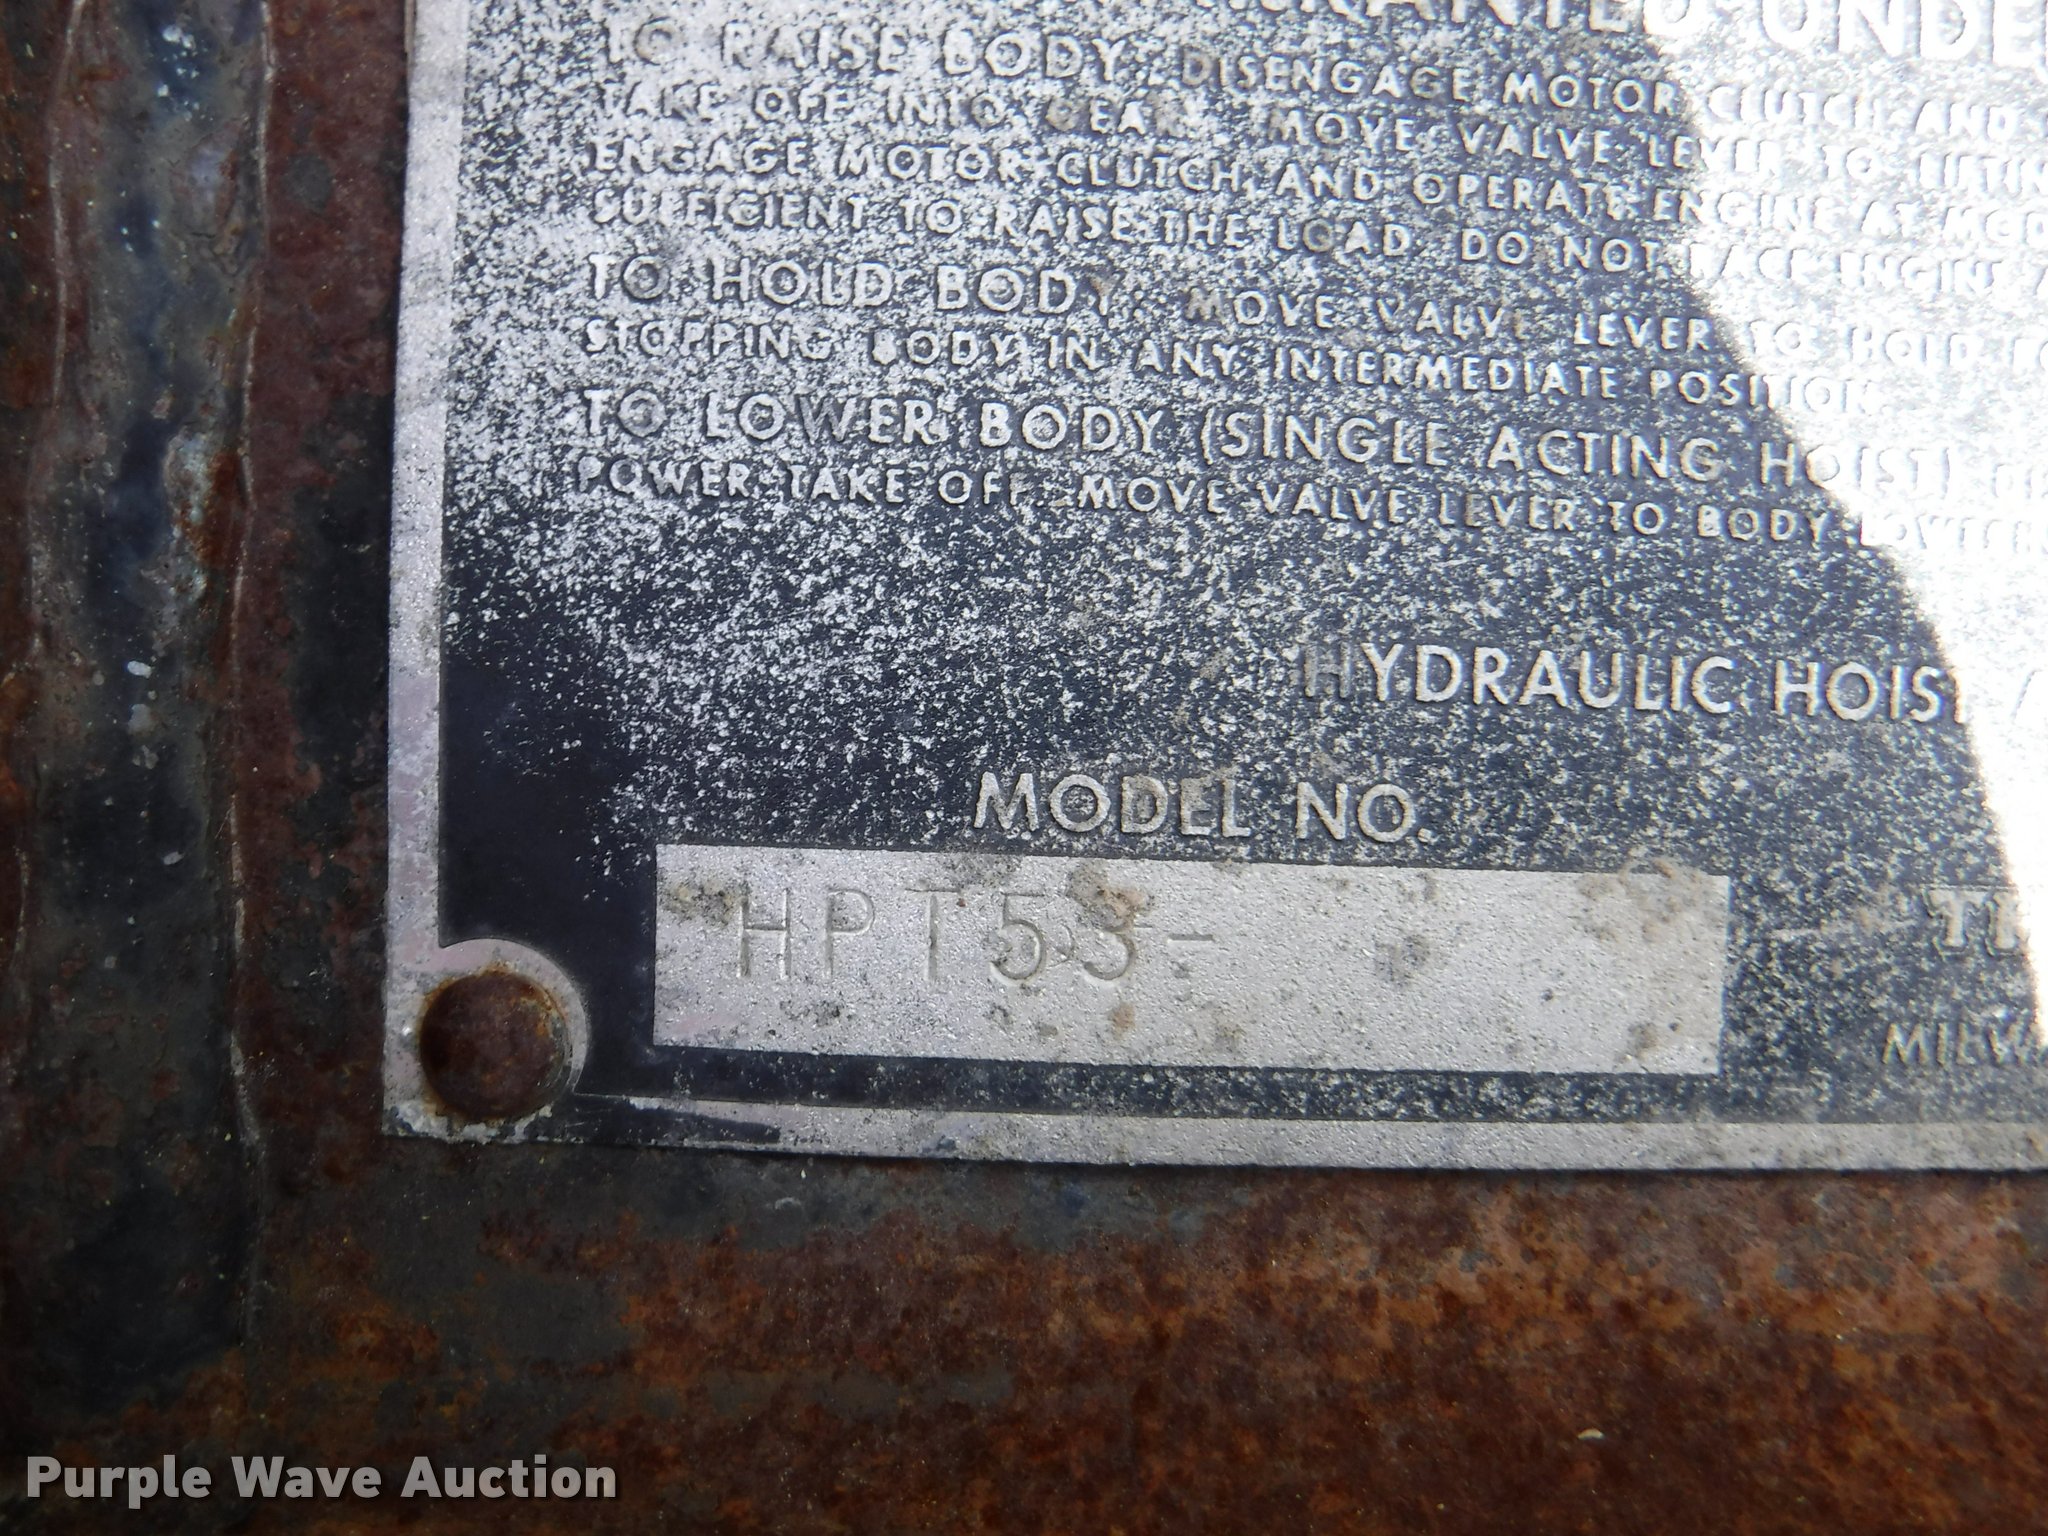 TO RAISE BODY, DISENGAGE MOTOR CLUTCH AND
TAKE OFF INTO GEAR. MOVE VALVE LEVER TO
ENGAGE MOTOR CLUTCH, AND OPERATE ENGINE AT
SUFFICIENT TO RAISE THE LOAD. DO NOT RACE ENGINE
TO HOLD BODY. MOVE VALVE LEVER TO HOLD
STOPPING BODY IN ANY INTERMEDIATE POSITION.
TO LOWER BODY (SINGLE ACTING HOIST)
POWER TAKE OFF. MOVE VALVE LEVER TO BODY
HYDRAULIC HOIST
MODEL NO.
HPT53-
MILWA
Purple Wave Auction